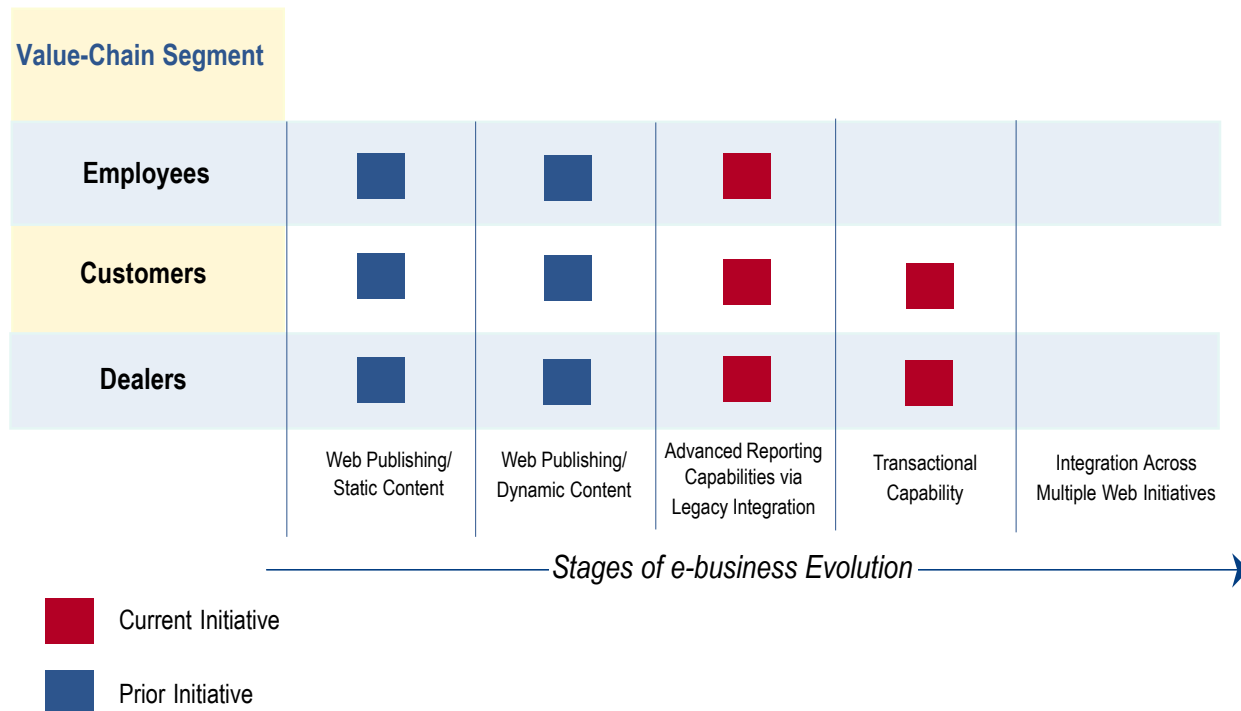 Value-Chain Segment
Employees
Customers
Dealers
Web Publishing/
Static Content
Web Publishing/
Dynamic Content
Advanced Reporting
Capabilities via
Legacy Integration
Transactional
Capability
Integration Across
Multiple Web Initiatives
Stages of e-business Evolution
Current Initiative
Prior Initiative